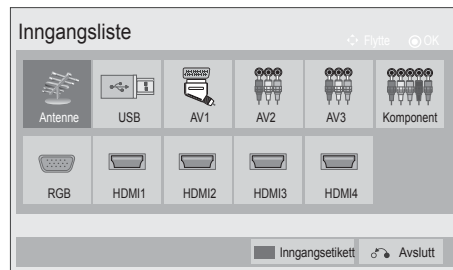 Inngangsliste
Flytte OK
Antenne USB AV1 AV2 AV3 Komponent
RGB HDMI1 HDMI2 HDMI3 HDMI4
Inngangsetikett Avslutt